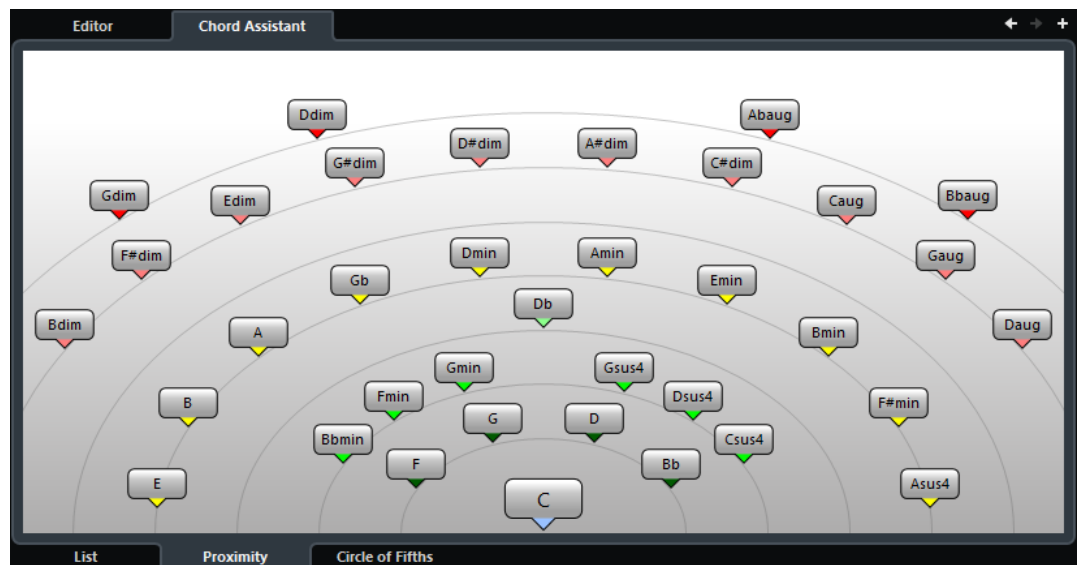 Editor
Chord Assistant
Ddim
Abaug
D#dim
A#dim
G#dim
C#dim
Gdim
Edim
Caug
Bbaug
F#dim
Dmin
Amin
Gaug
Gb
Emin
Db
Bdim
A
Bmin
Daug
Gmin
Gsus4
B
Fmin
Dsus4
F#min
G
D
Bbmin
Csus4
F
Bb
E
C
Asus4
List
Proximity
Circle of Fifths